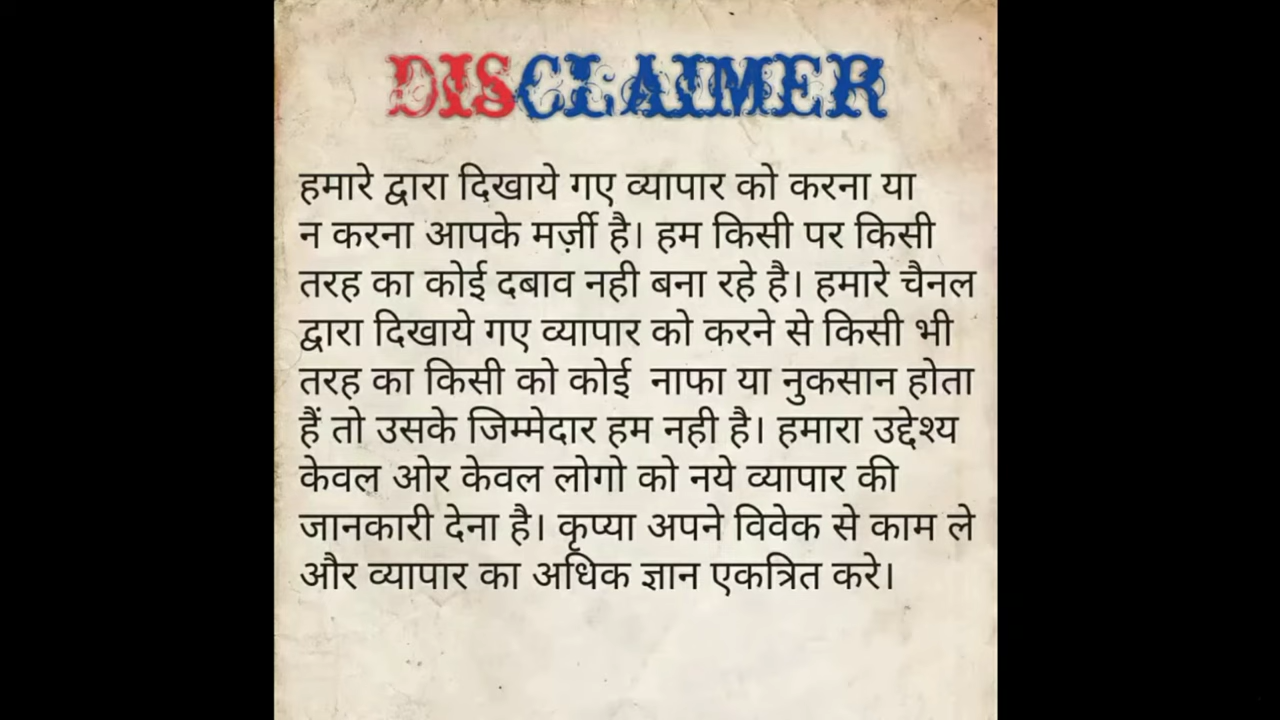 DISCLAIMER
हमारे द्वारा दिखाये गए व्यापार को करना या
न करना आपके मर्ज़ी है। हम किसी पर किसी
तरह का कोई दबाव नही बना रहे है। हमारे चैनल
द्वारा दिखाये गए व्यापार को करने से किसी भी
तरह का किसी को कोई नाफा या नुकसान होता
हैं तो उसके जिम्मेदार हम नही है। हमारा उद्देश्य
केवल ओर केवल लोगो को नये व्यापार की
जानकारी देना है। कृप्या अपने विवेक से काम ले
और व्यापार का अधिक ज्ञान एकत्रित करे।